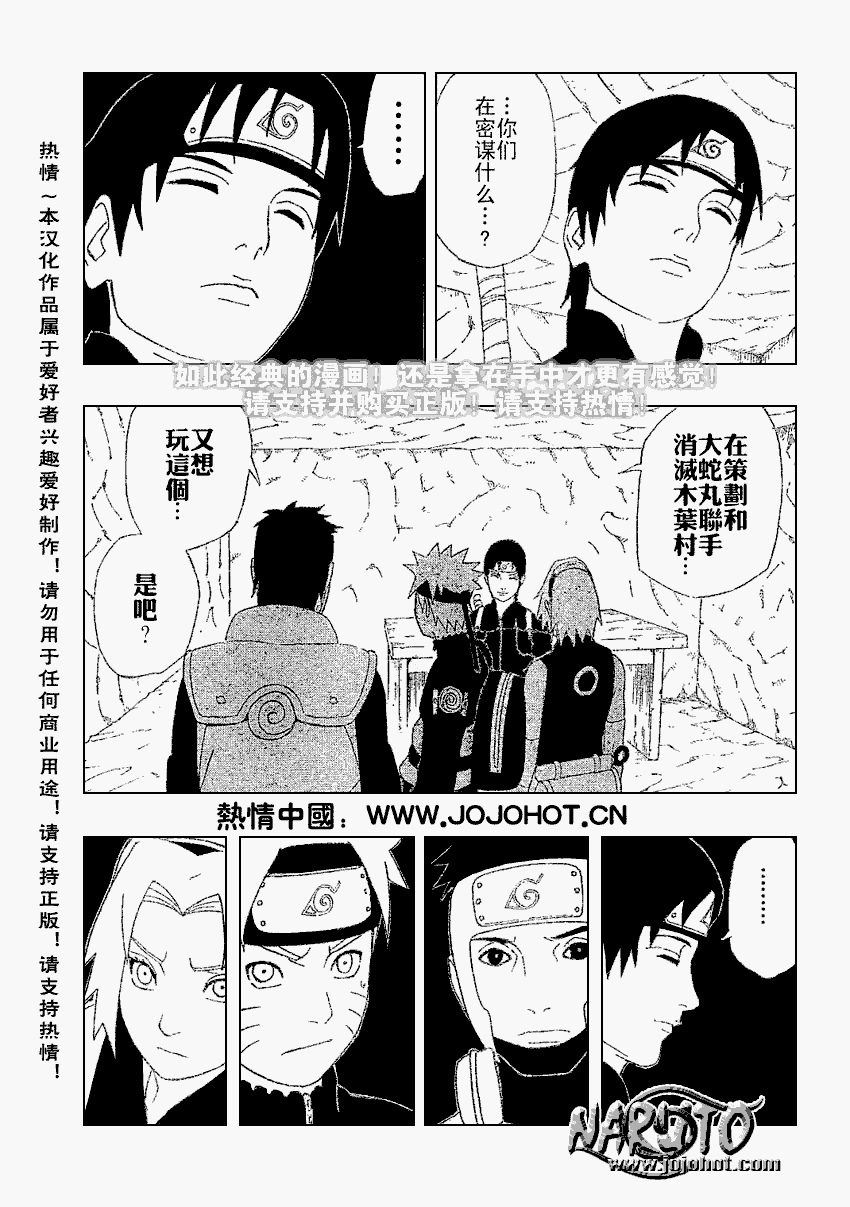 …你们
在密谋什么…?
……
如此经典的漫画！还是拿在手中才更有感觉！
请支持并购买正版！请支持热情！
在策劃和
大蛇丸聯手
消滅木葉村…
又想
玩這個…
是吧?
熱情中國：WWW.JOJOHOT.CN
………
NARUTO
www.jojohot.com
热情～本汉化作品属于爱好者兴趣爱好制作！请勿用于任何商业用途！请支持正版！请支持热情！